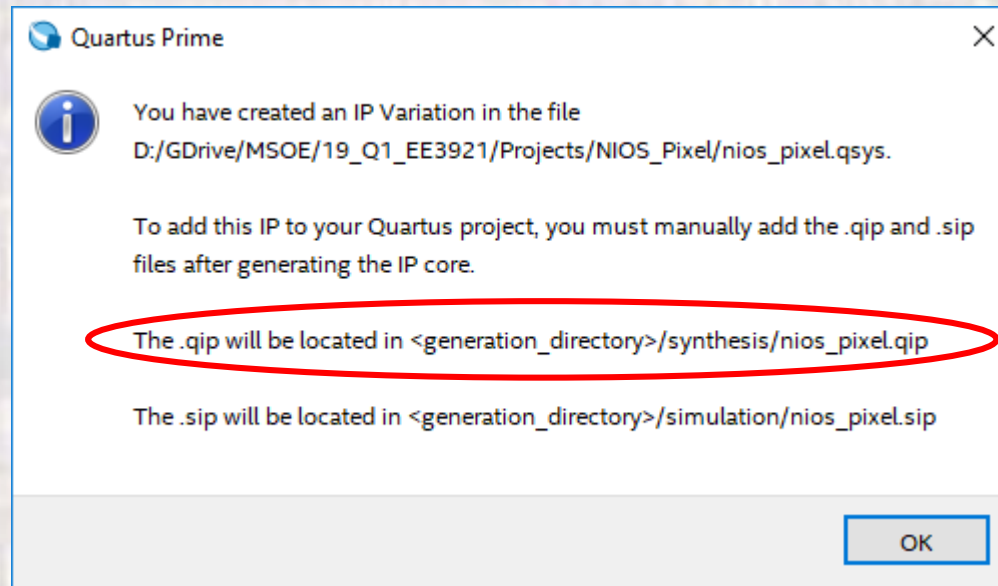 Quartus Prime
You have created an IP Variation in the file
D:/GDrive/MSOE/19_Q1_EE3921/Projects/NIOS_Pixel/nios_pixel.qsys.
To add this IP to your Quartus project, you must manually add the .qip and .sip
files after generating the IP core.
The .qip will be located in <generation_directory>/synthesis/nios_pixel.qip
The .sip will be located in <generation_directory>/simulation/nios_pixel.sip
OK